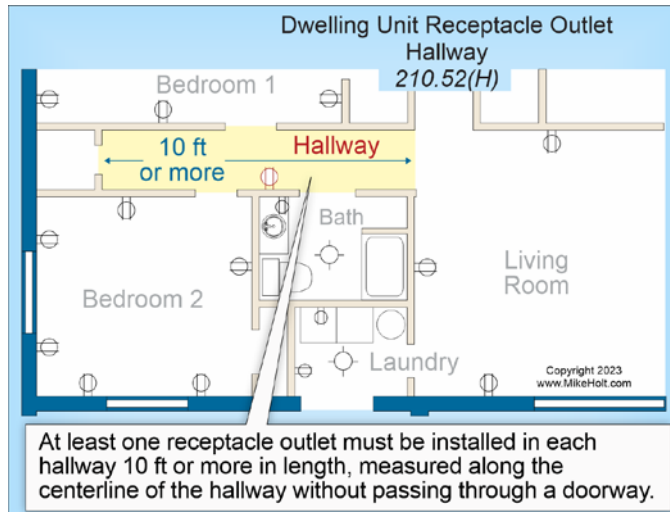 Dwelling Unit Receptacle Outlet
Hallway
210.52(H)
Bedroom 1
10 ft
or more
Hallway
Bath
Bedroom 2
Living
Room
Laundry
Copyright 2023
www.MikeHolt.com
At least one receptacle outlet must be installed in each
hallway 10 ft or more in length, measured along the
centerline of the hallway without passing through a doorway.